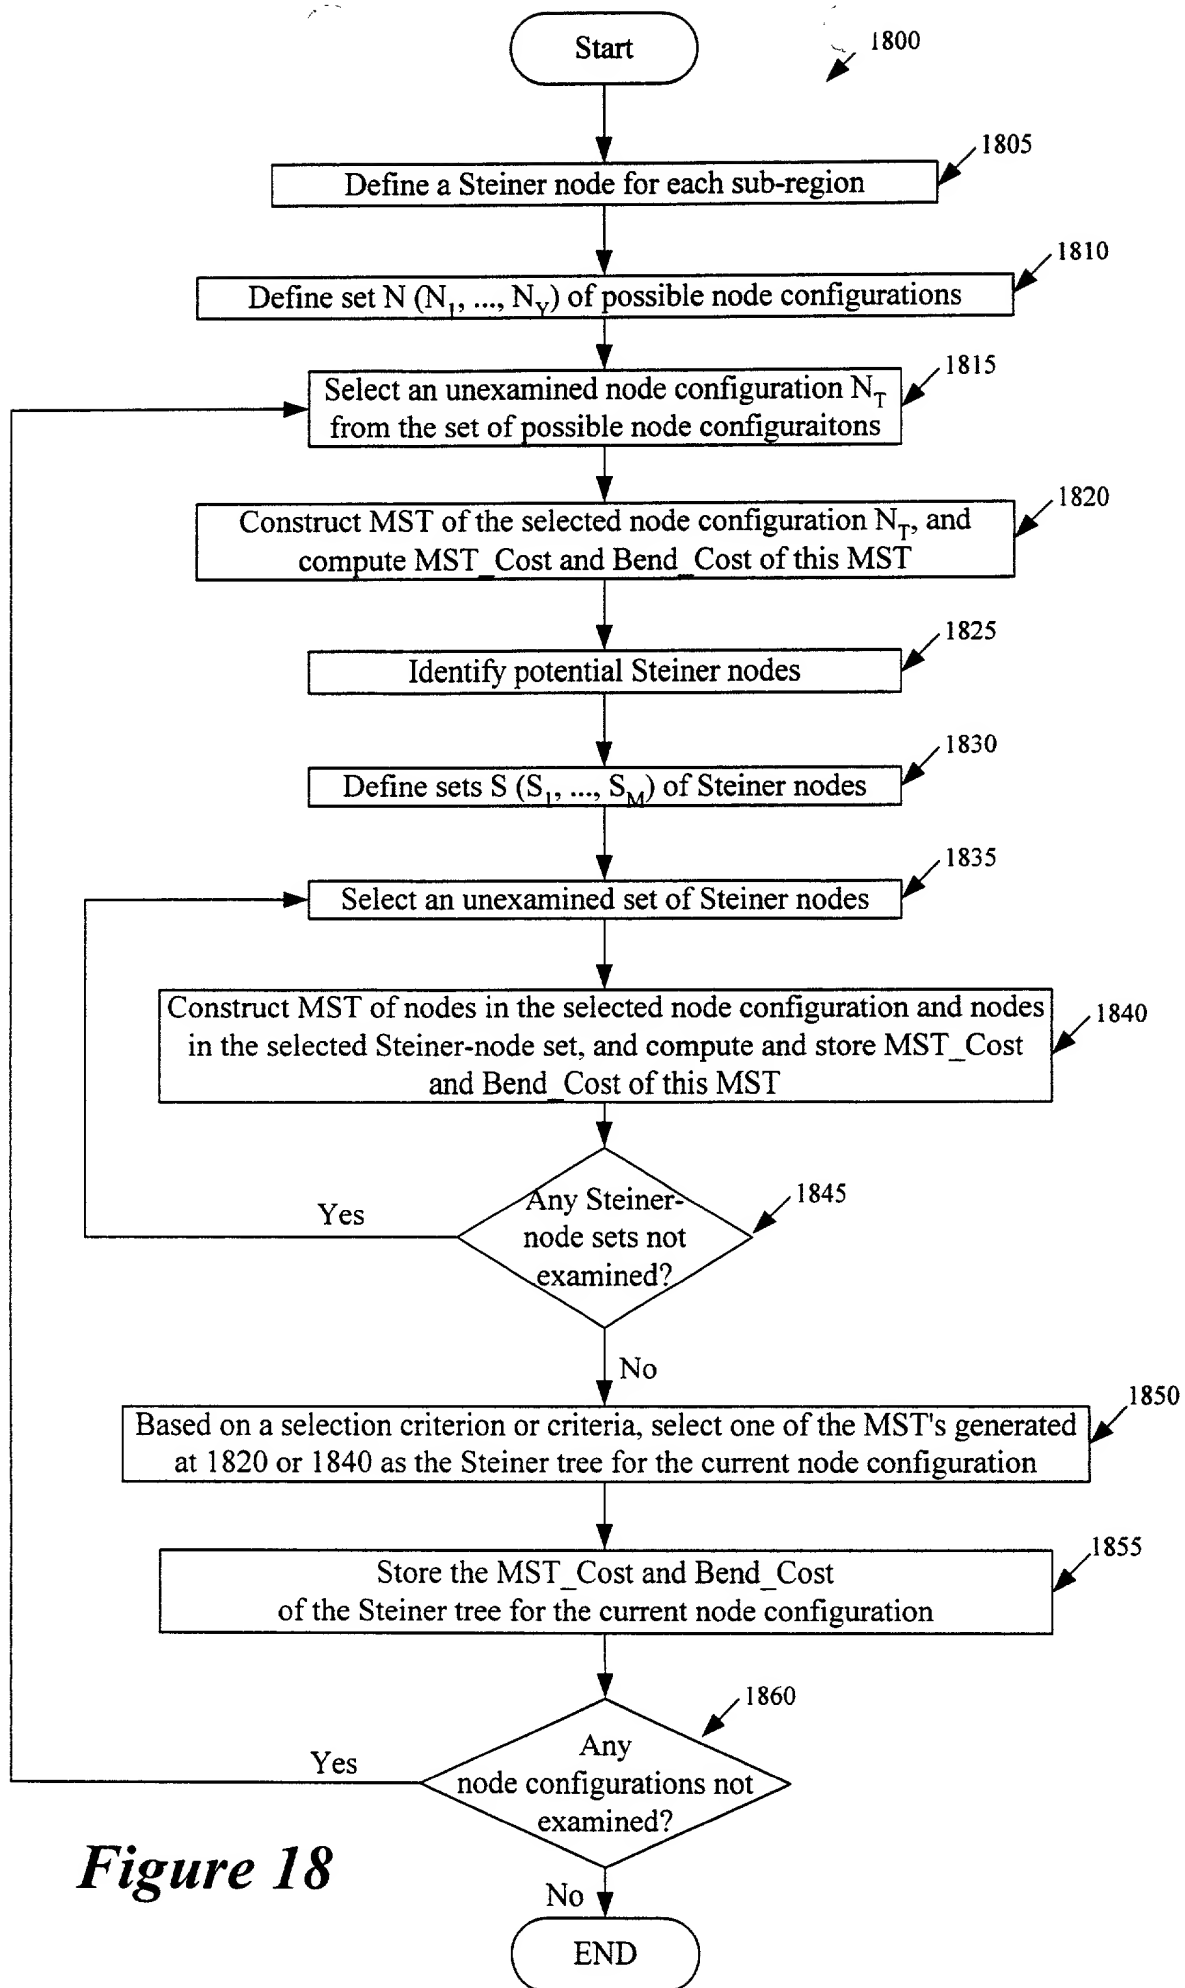 Start
1800
1805
Define a Steiner node for each sub-region
1810
Define set N (N1, ..., NY) of possible node configurations
1815
Select an unexamined node configuration NT
from the set of possible node configuraitons
1820
Construct MST of the selected node configuration NT, and
compute MST_Cost and Bend_Cost of this MST
1825
Identify potential Steiner nodes
1830
Define sets S (S1, ..., SM) of Steiner nodes
1835
Select an unexamined set of Steiner nodes
Construct MST of nodes in the selected node configuration and nodes
in the selected Steiner-node set, and compute and store MST_Cost
and Bend_Cost of this MST
1840
Any Steiner-
node sets not
examined?
1845
Yes
No
1850
Based on a selection criterion or criteria, select one of the MST's generated
at 1820 or 1840 as the Steiner tree for the current node configuration
1855
Store the MST_Cost and Bend_Cost
of the Steiner tree for the current node configuration
1860
Any
node configurations not
examined?
Yes
No
END
Figure 18